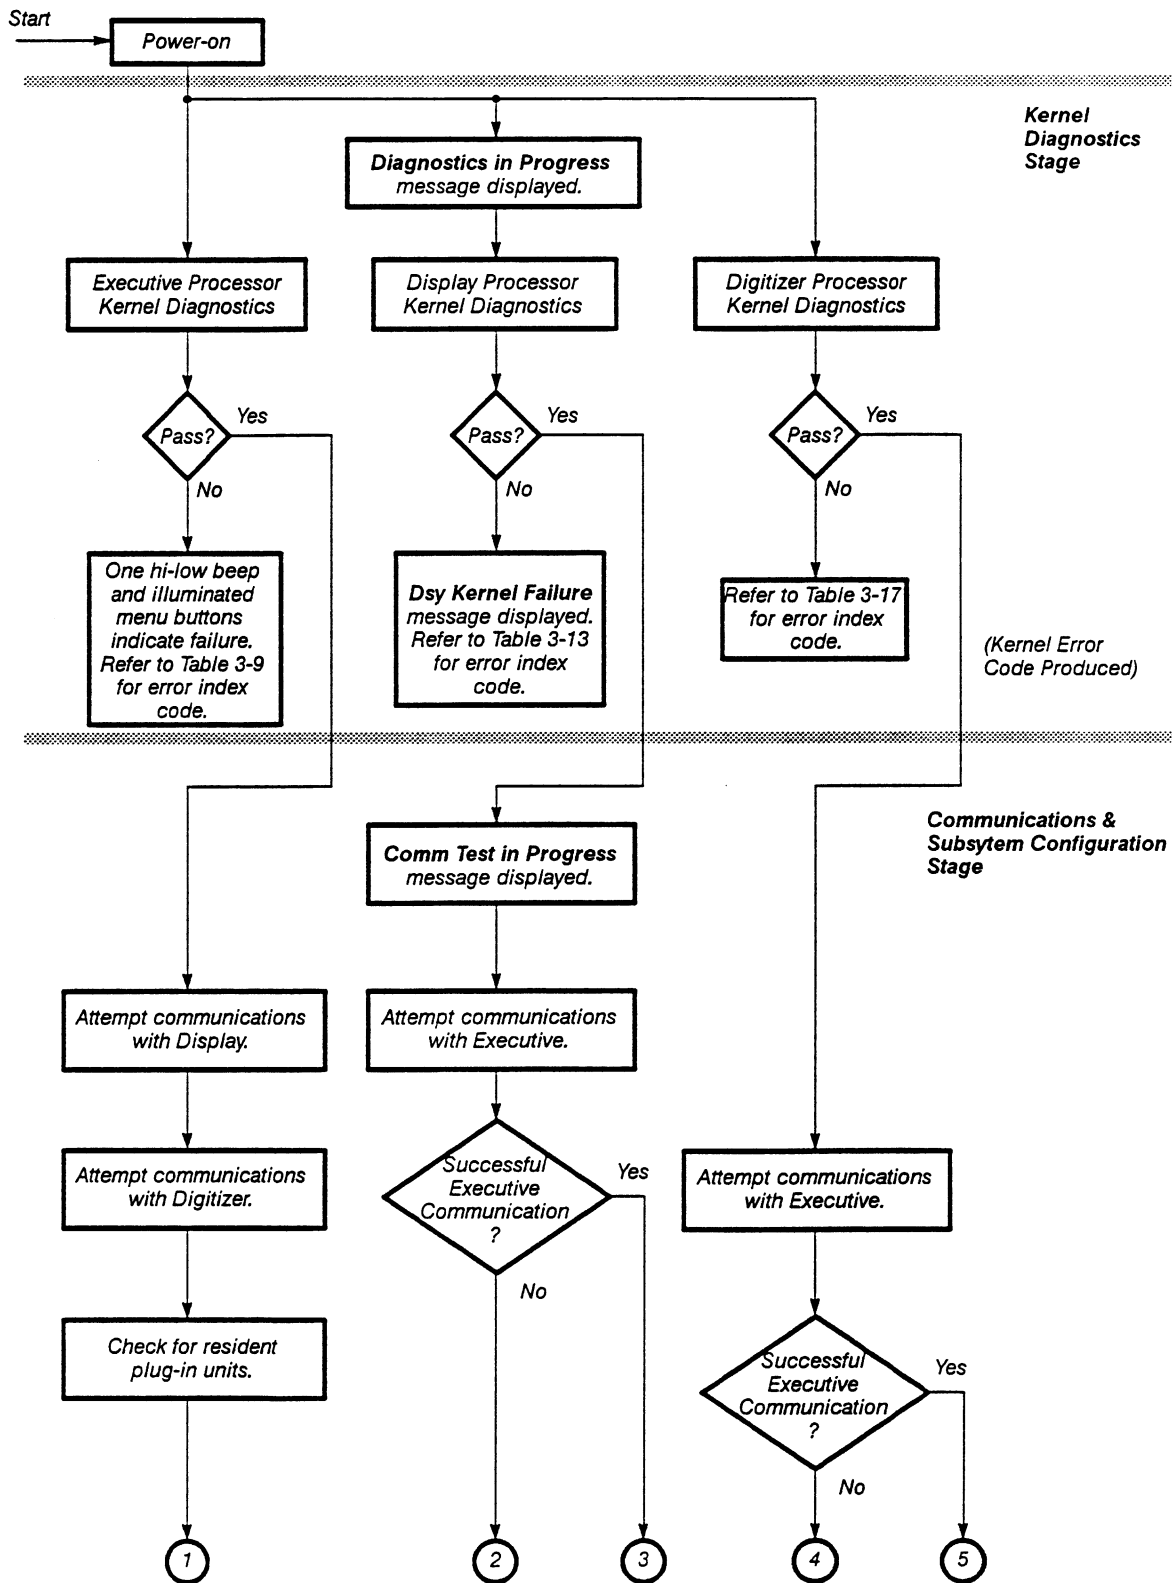 Start
Power-on
Kernel
Diagnostics
Stage
Diagnostics in Progress
message displayed.
Executive Processor
Kernel Diagnostics
Display Processor
Kernel Diagnostics
Digitizer Processor
Kernel Diagnostics
Pass?
Yes
No
Pass?
Yes
No
Pass?
Yes
No
One hi-low beep
and illuminated
menu buttons
indicate failure.
Refer to Table 3-9
for error index
code.
Dsy Kernel Failure
message displayed.
Refer to Table 3-13
for error index
code.
Refer to Table 3-17
for error index
code.
(Kernel Error
Code Produced)
Communications &
Subsytem Configuration
Stage
Comm Test in Progress
message displayed.
Attempt communications
with Display.
Attempt communications
with Executive.
Attempt communications
with Digitizer.
Successful
Executive
Communication
?
Yes
No
Attempt communications
with Executive.
Check for resident
plug-in units.
Successful
Executive
Communication
?
Yes
No
1
2
3
4
5